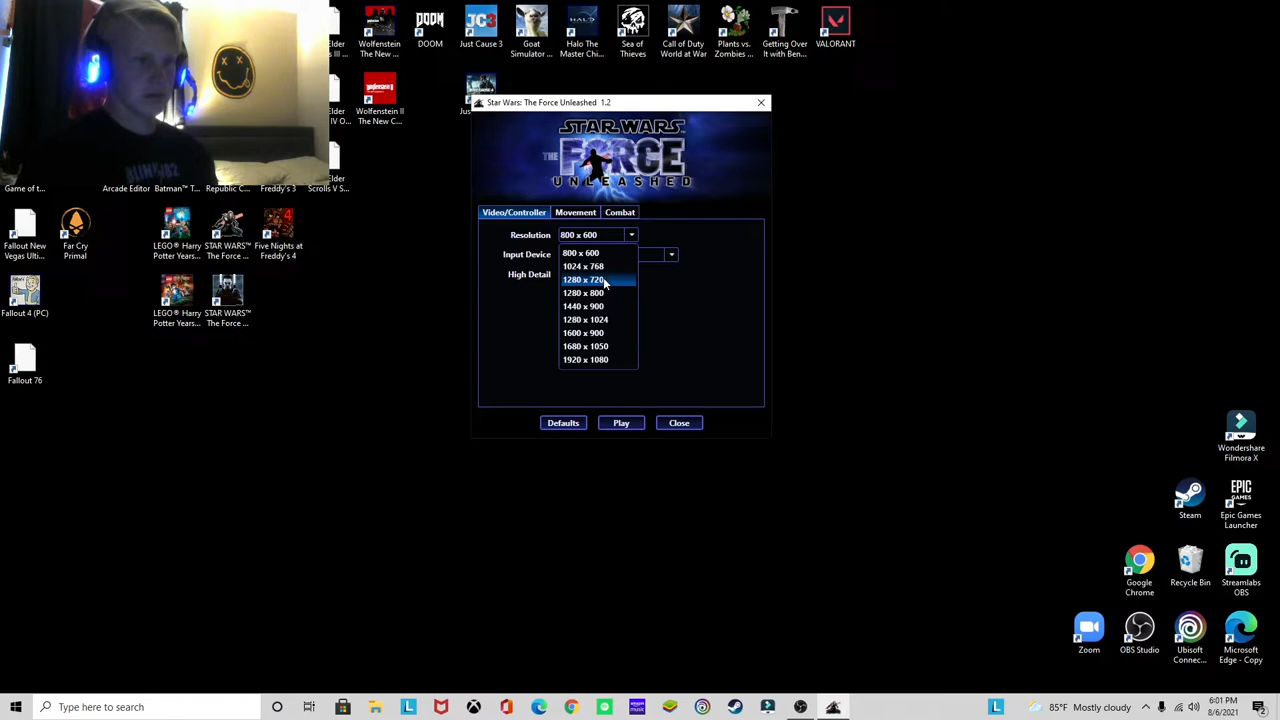 Elder
Wolfenstein
The New ...
DOOM
Just Cause 3
Goat
Simulator ...
Halo The
Master Chi...
Sea of
Thieves
Call of Duty
World at War
Plants vs.
Zombies ...
Getting Over
It with Ben...
VALORANT
Elder
IV O...
Wolfenstein II
The New C...
Game of t...
Arcade Editor
Batman™ T...
Republic C...
Freddy's 3
Scrolls V S...
BLINK 182
Fallout New
Vegas Ulti...
Far Cry
Primal
LEGO® Harry
Potter Years...
STAR WARS™
The Force ...
Five Nights at
Freddy's 4
Fallout 4 (PC)
LEGO® Harry
Potter Years...
STAR WARS™
The Force ...
Fallout 76
Star Wars: The Force Unleashed 1.2
STAR WARS
THE FORCE
UNLEASHED
Video/Controller Movement Combat
Resolution 800 x 600
Input Device
High Detail
800 x 600
1024 x 768
1280 x 720
1280 x 800
1440 x 900
1280 x 1024
1600 x 900
1680 x 1050
1920 x 1080
Defaults Play Close
Wondershare
Filmora X
Steam
Epic Games
Launcher
Google
Chrome
Recycle Bin
Streamlabs
OBS
Zoom
OBS Studio
Ubisoft
Connec...
Microsoft
Edge - Copy
Type here to search
85°F Mostly cloudy
6:01 PM
8/6/2021